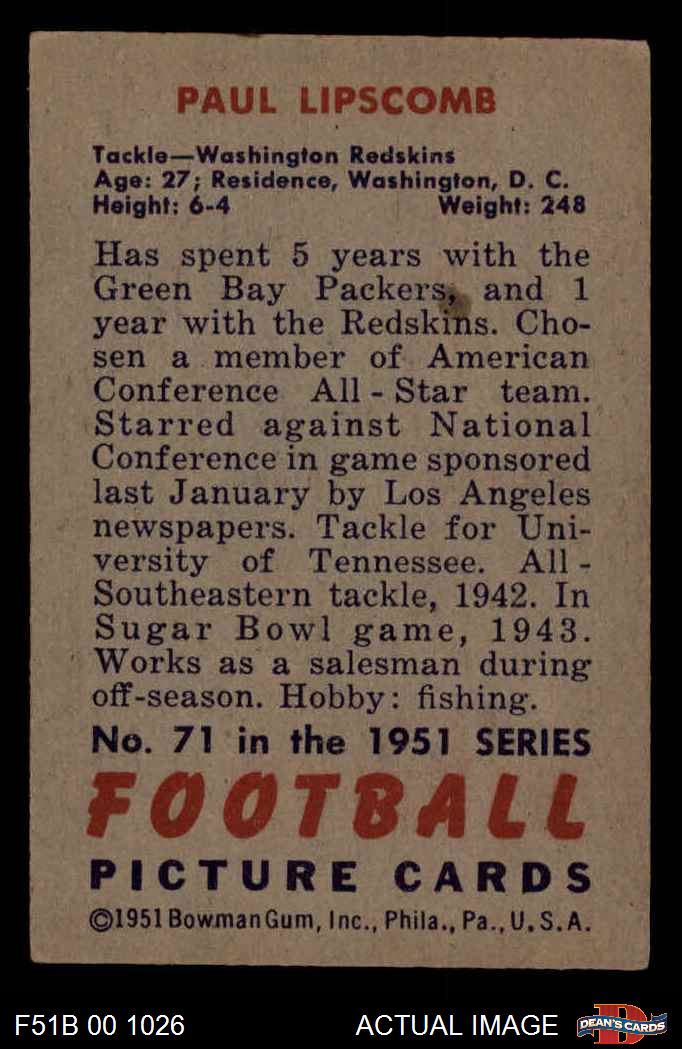 PAUL LIPSCOMB
Tackle—Washington Redskins
Age: 27; Residence, Washington, D. C.
Height: 6-4 Weight: 248
Has spent 5 years with the
Green Bay Packers, and 1
year with the Redskins. Cho-
sen a member of American
Conference All - Star team.
Starred against National
Conference in game sponsored
last January by Los Angeles
newspapers. Tackle for Uni-
versity of Tennessee. All -
Southeastern tackle, 1942. In
Sugar Bowl game, 1943.
Works as a salesman during
off-season. Hobby: fishing.
No. 71 in the 1951 SERIES
FOOTBALL
PICTURE CARDS
©1951 Bowman Gum, Inc., Phila., Pa., U. S. A.
F51B 00 1026 ACTUAL IMAGE D DEAN'S CARDS